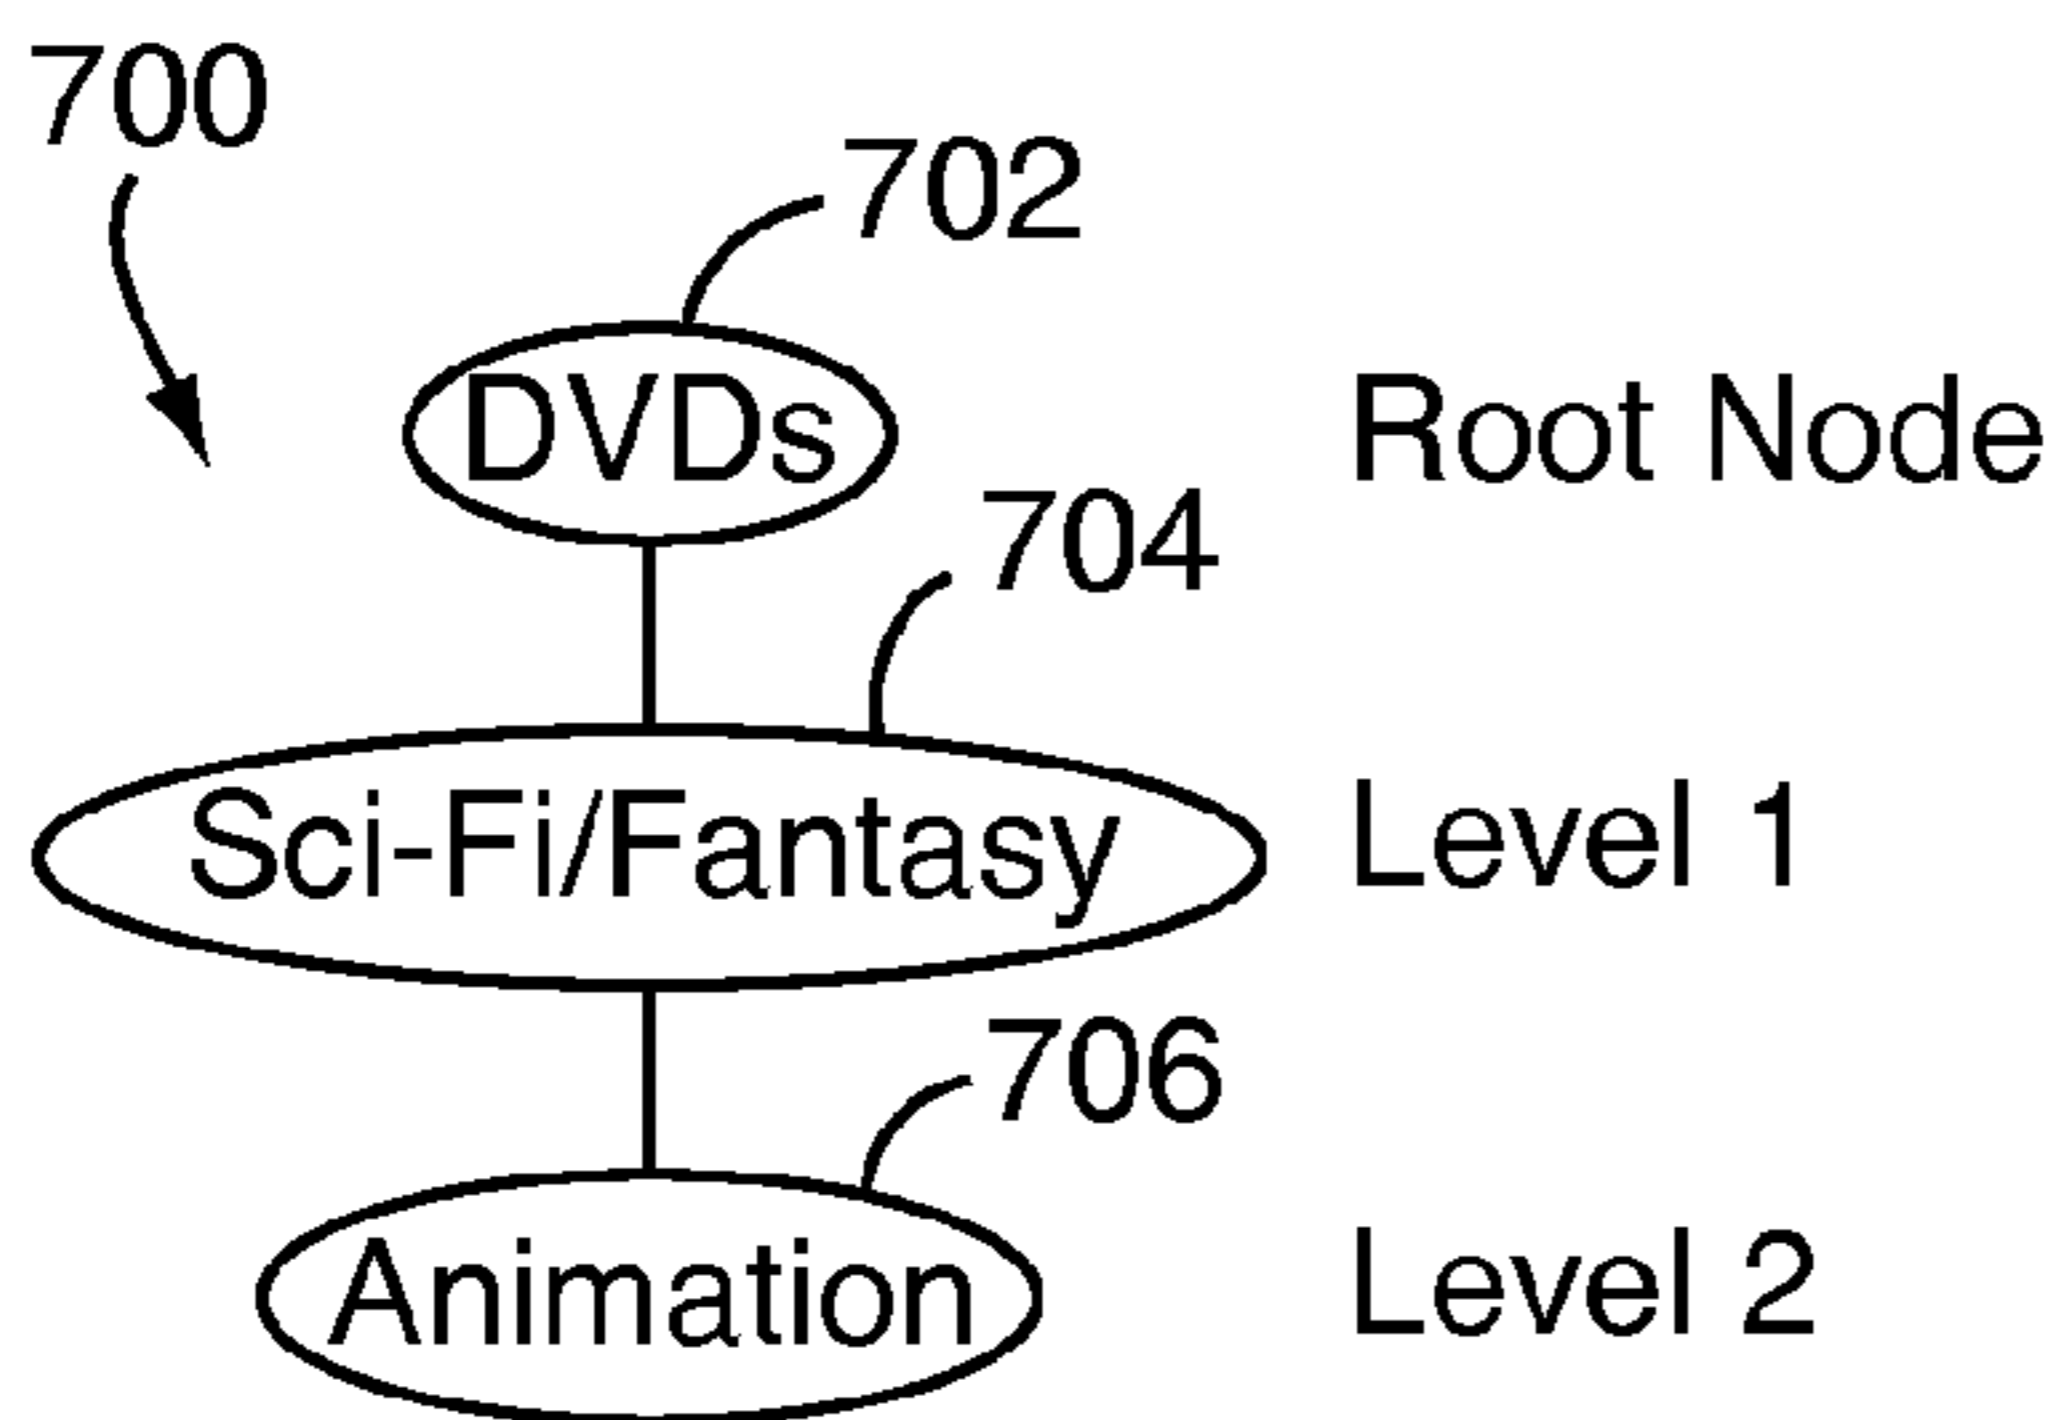 700
702
DVDs Root Node
704
Sci-Fi/Fantasy Level 1
706
Animation Level 2